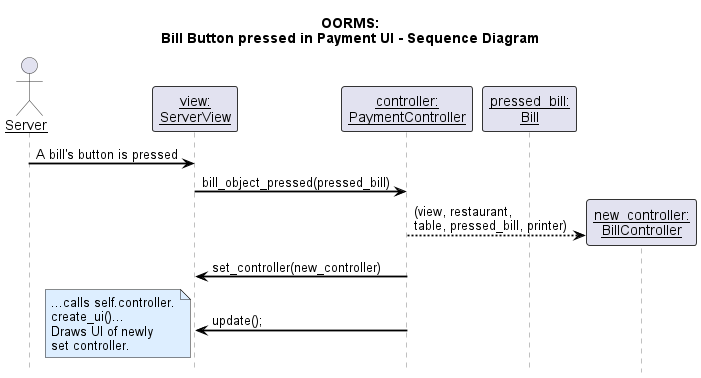 OORMS:
Bill Button pressed in Payment UI - Sequence Diagram
Server
view:
ServerView
controller:
PaymentController
pressed_bill:
Bill
A bill's button is pressed
bill_object_pressed(pressed_bill)
(view, restaurant,
table, pressed_bill, printer)
new_controller:
BillController
set_controller(new_controller)
...calls self.controller.
create_ui()...
Draws UI of newly
set controller.
update();